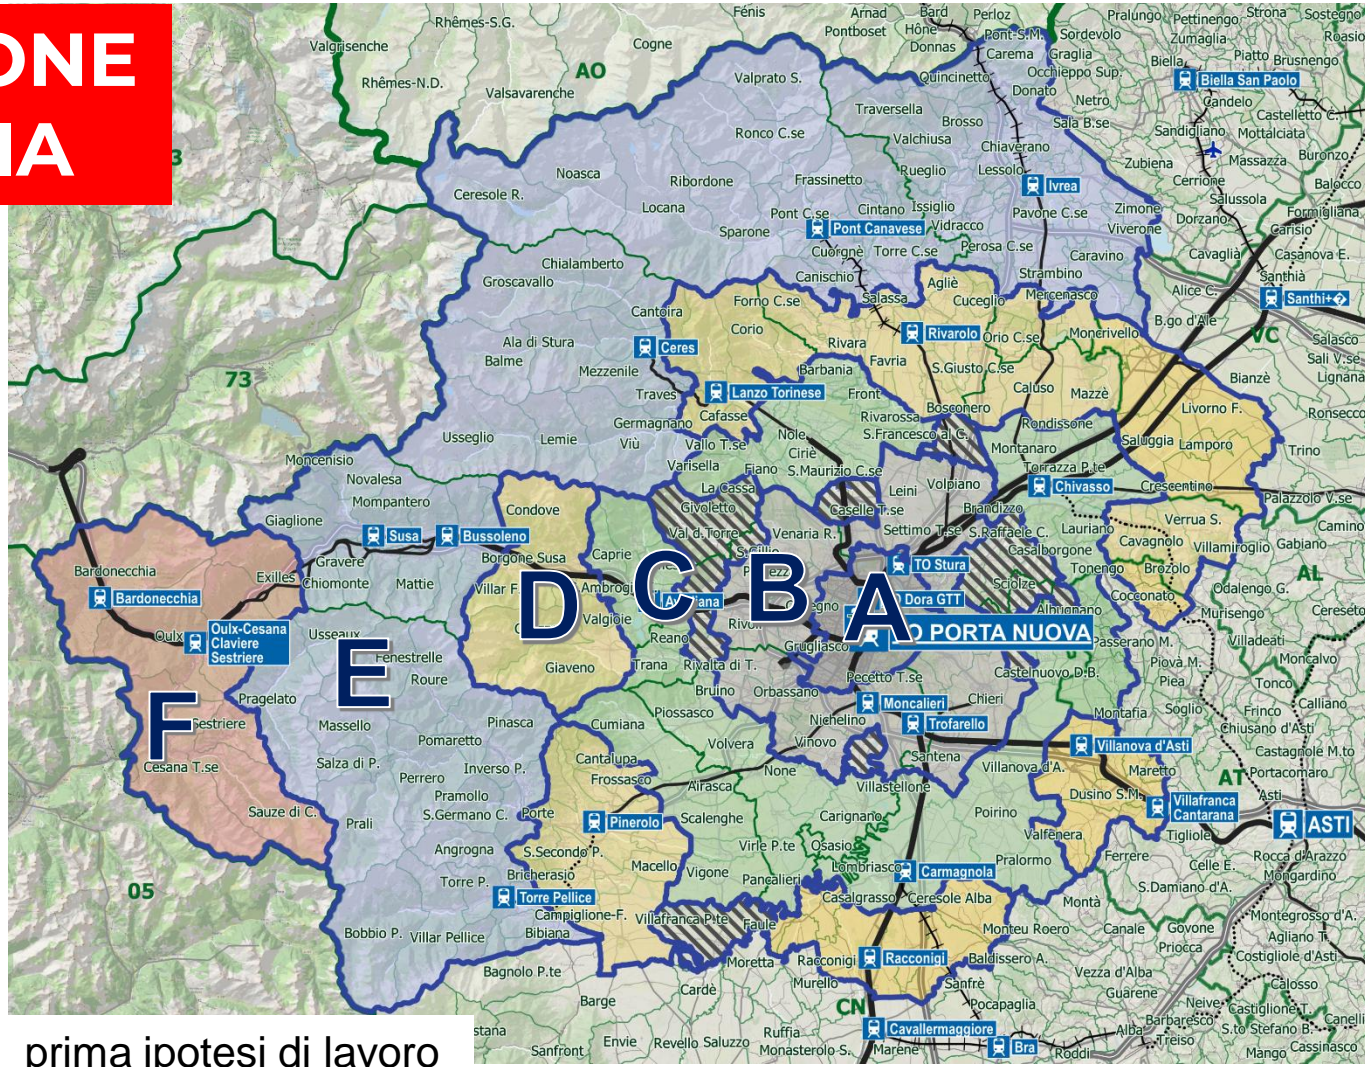 ONE
IA
Fénis
Arnad
Bard
Perloz
Pralungo
Pettinengo
Strona
Sostegno
Rhêmes-S.G.
Pontboset
Hône
Donnas
Pont-S.M.
Sordevolo
Zumaglia
Roasio
Valgrisenche
Cogne
Carema
Graglia
Biella
Piatto
Brusnengo
Rhêmes-N.D.
AO
Valprato S.
Quincinetto
Occhieppo Sup.
Biella San Paolo
Valsavarenche
Donato
Netro
Candelo
Castelletto C.
Traversella
Brosso
Sala B.se
Sandigliano
Mottalciata
Ronco C.se
Valchiusa
Chiaverano
Zubiena
Massazza
Buronzo
3
Noasca
Ribordone
Frassinetto
Rueglio
Lessolo
Ivrea
Cerrione
Balocco
Ceresole R.
Locana
Pont C.se
Cintano
Issiglio
Pavone C.se
Zimone
Salussola
Formigliana
Sparone
Pont Canavese
Vidracco
Viverone
Dorzano
Carisio
Cuorgnè
Torre C.se
Perosa C.se
Cavaglià
Casanova E.
Chialamberto
Canischio
Strambino
Caravino
Santhià
Groscavallo
Agliè
Mercenasco
Alice C.
Santhi+�
Cantoira
Forno C.se
Salassa
Cuceglio
B.go d'Ale
Corio
Rivara
Rivarolo
Orio C.se
Moncrivello
VC
Salasco
Ala di Stura
Ceres
Favria
Sali V.se
Balme
Mezzenile
Barbania
S.Giusto C.se
Bianzè
Lignana
73
Traves
Lanzo Torinese
Front
Caluso
Mazzè
Germagnano
Cafasse
Rivarossa
Bosconero
Livorno F.
Ronsecco
Usseglio
Lemie
Viù
Vallo T.se
Nole
S.Francesco al C.
Rondissone
Saluggia
Lamporo
Moncenisio
Varisella
Fiano
Ciriè
Montanaro
Trino
Novalesa
La Cassa
S.Maurizio C.se
Torrazza P.te
Mompantero
Condove
Givoletto
Leini
Volpiano
Chivasso
Crescentino
Palazzolo V.se
Giaglione
Val d.Torre
Caselle T.se
Brandizzo
Verrua S.
Camino
Susa
Bussoleno
Venaria R.
Settimo T.se
S.Raffaele C.
Lauriano
Cavagnolo
Villamiroglio
Gabiano
Gravere
Borgone Susa
Caprie
Casalborgone
Bardonecchia
Exilles
Chiomonte
Mattie
TO Stura
Sciolze
Tonengo
Brozolo
Odalengo G.
AL
Bardonecchia
D
C
B
A
Dora GTT
Cocconato
Murisengo
Cereseto
Oulx
Oulx-Cesana
Claviere
Sestriere
Usseaux
Valgioie
Reano
Rivoli
Grugliasco
O PORTA NUOVA
Albugnano
Passerano M.
Villadeati
Fenestrelle
Giaveno
Trana
Rivalta di T.
Pecetto T.se
Castelnuovo D.B.
Piovà M.
Moncalvo
E
Roure
Bruino
Orbassano
Chieri
Piea
Tonco
Pragelato
Moncalieri
Montafia
Soglio
Frinco
Calliano
F
Sestriere
Massello
Pinasca
Cumiana
Piossasco
Nichelino
Trofarello
Chiusano d'Asti
Pomaretto
Volvera
Vinovo
Villanova d'Asti
Castagnole M.to
Cesana T.se
Salza di P.
Perrero
Inverso P.
Cantalupa
None
Santena
Villanova d'A.
Maretto
AT
Portacomaro
Frossasco
Airasca
Villastellone
Dusino S.M.
Asti
Sauze di C.
Pramollo
Porte
Pinerolo
Scalenghe
Carignano
Poirino
Villafranca
Cantarana
ASTI
Prali
S.Germano C.
Valfenera
Tigliole
Angrogna
S.Secondo P.
Virle P.te
Osasio
Pralormo
Ferrere
Celle E.
Rocca d'Arazzo
05
Torre P.
Bricherasio
Macello
Vigone
Lombriasco
Carmagnola
Mongardino
Torre Pellice
Pancalieri
Casalgrasso
Ceresole Alba
S.Damiano d'A.
Campiglione-F.
Villafranca P.te
Faule
Montà
Montegrosso d'A.
Bobbio P.
Villar Pellice
Bibiana
Monteu Roero
Canale
Govone
Agliano T.
Bagnolo P.te
Moretta
Racconigi
Racconigi
Baldissero A.
Priocca
Costigliole d'Asti
Cardè
Murello
Sanfrè
Vezza d'Alba
Calosso
Barge
CN
Pocapaglia
Guarene
Neive
Castiglione T.
Canelli
Envie
Revello
Saluzzo
Ruffia
Cavallermaggiore
Barbaresco
S.to Stefano B.
Sanfront
Monasterolo S.
Marene
Bra
Roddi
Alba
Treiso
Mango
Cassinasco
prima ipotesi di lavoro